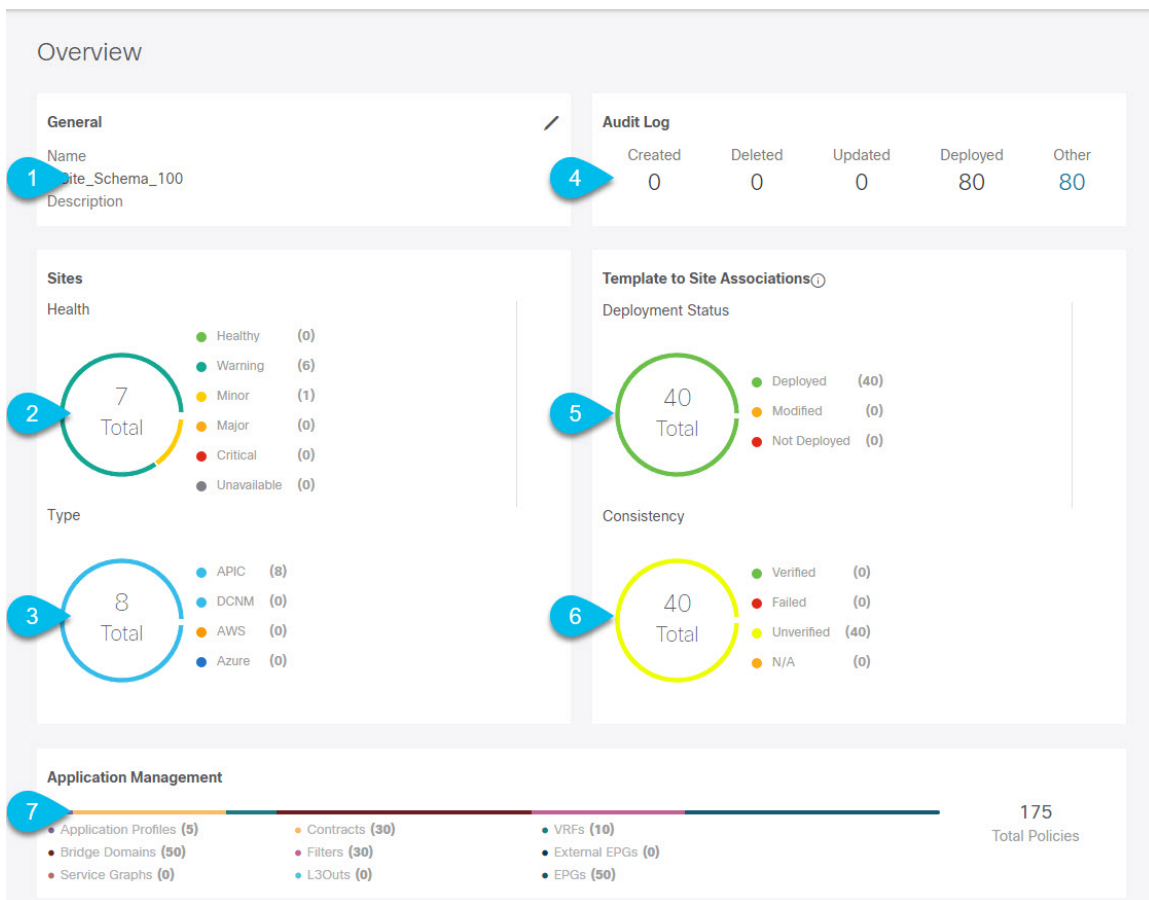 Overview
General
Name
1
Site_Schema_100
Description
Audit Log
Created Deleted Updated Deployed Other
4
0 0 0 80 80
Sites
Health
2
7
Total
Healthy (0)
Warning (6)
Minor (1)
Major (0)
Critical (0)
Unavailable (0)
Type
3
8
Total
APIC (8)
DCNM (0)
AWS (0)
Azure (0)
Template to Site Associations
Deployment Status
5
40
Total
Deployed (40)
Modified (0)
Not Deployed (0)
Consistency
6
40
Total
Verified (0)
Failed (0)
Unverified (40)
N/A (0)
Application Management
7
175
Total Policies
Application Profiles (5) Contracts (30) VRFs (10)
Bridge Domains (50) Filters (30) External EPGs (0)
Service Graphs (0) L3Outs (0) EPGs (50)